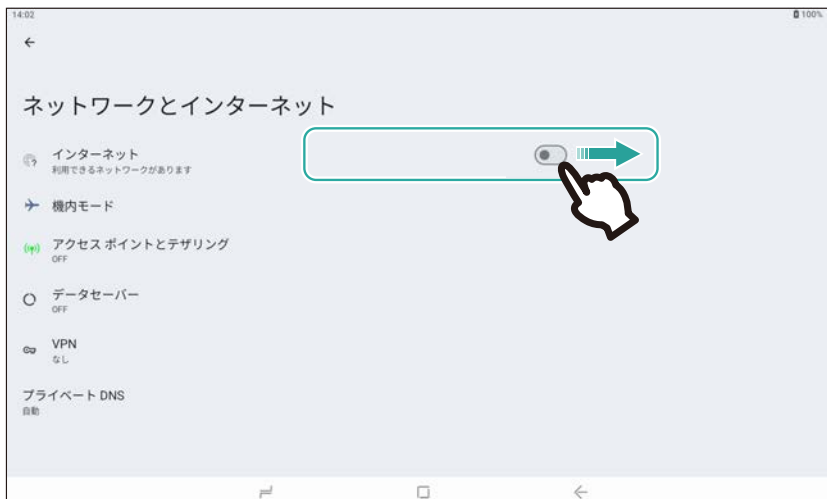 14:02
100%
ネットワークとインターネット
インターネット
利用できるネットワークがあります
機内モード
アクセス ポイントとテザリング
OFF
データセーバー
OFF
VPN
なし
プライベート DNS
自動